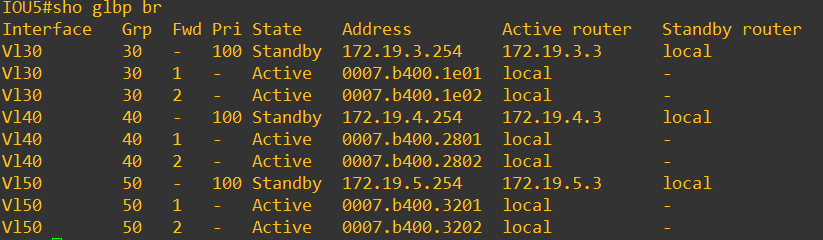 IOU5#sho glbp br
Interface   Grp  Fwd Pri State    Address         Active router   Standby router
Vl30        30   -   100 Standby  172.19.3.254    172.19.3.3      local
Vl30        30   1   -   Active   0007.b400.1e01  local           -
Vl30        30   2   -   Active   0007.b400.1e02  local           -
Vl40        40   -   100 Standby  172.19.4.254    172.19.4.3      local
Vl40        40   1   -   Active   0007.b400.2801  local           -
Vl40        40   2   -   Active   0007.b400.2802  local           -
Vl50        50   -   100 Standby  172.19.5.254    172.19.5.3      local
Vl50        50   1   -   Active   0007.b400.3201  local           -
Vl50        50   2   -   Active   0007.b400.3202  local           -